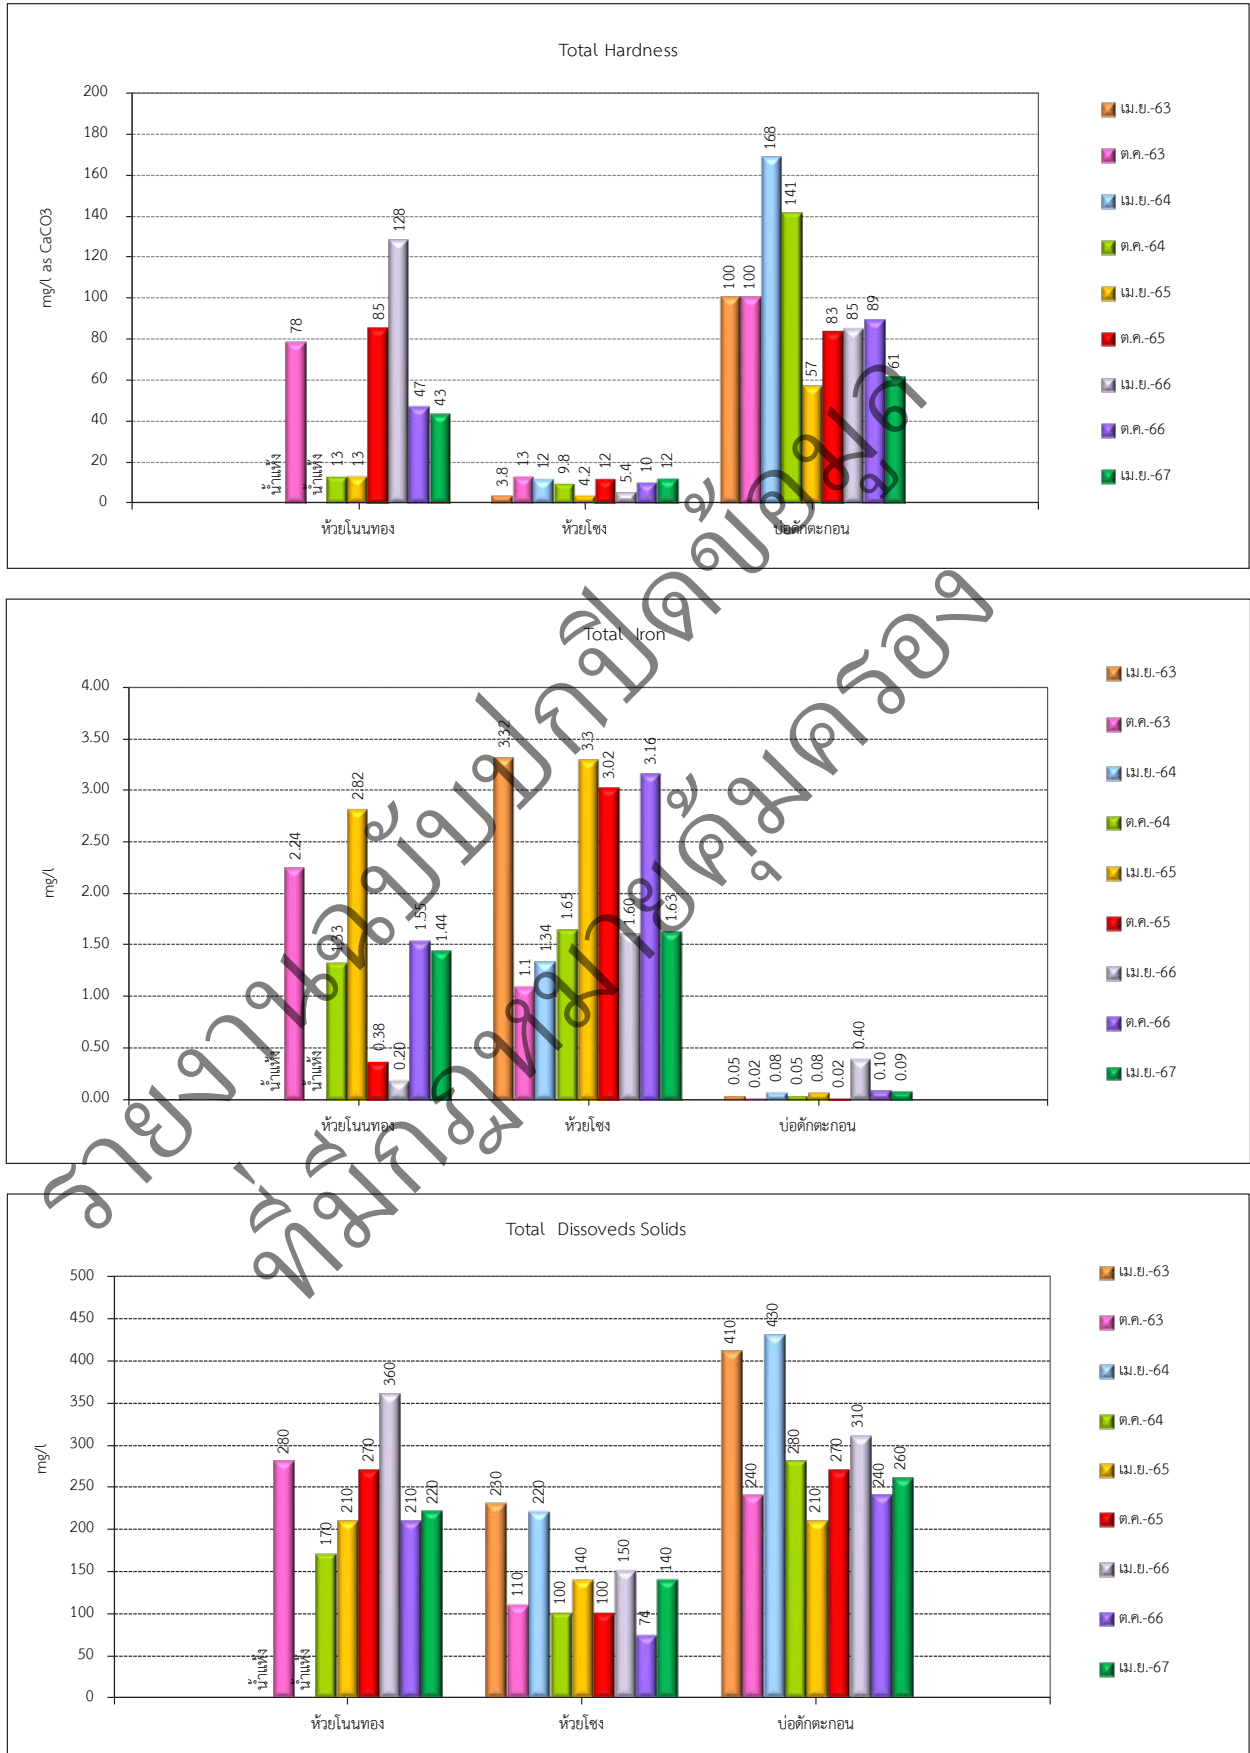 Total Hardness
mg/l as CaCO3
200
180
160
140
120
100
80
60
40
20
0
น้ำแห้ง
78
น้ำแห้ง
13
13
85
128
47
43
3.8
13
12
9.8
4.2
12
5.4
10
12
100
100
168
141
57
83
85
89
61
ห้วยโนนทอง
ห้วยโซง
บ่อดักตะกอน
เม.ย.-63
ต.ค.-63
เม.ย.-64
ต.ค.-64
เม.ย.-65
ต.ค.-65
เม.ย.-66
ต.ค.-66
เม.ย.-67
Total Iron
mg/l
4.00
3.50
3.00
2.50
2.00
1.50
1.00
0.50
0.00
น้ำแห้ง
2.24
น้ำแห้ง
1.33
2.82
0.38
0.20
1.55
1.44
3.32
1.1
1.34
1.65
3.3
3.02
1.60
3.16
1.63
0.05
0.02
0.08
0.05
0.08
0.02
0.40
0.10
0.09
ห้วยโนนทอง
ห้วยโซง
บ่อดักตะกอน
เม.ย.-63
ต.ค.-63
เม.ย.-64
ต.ค.-64
เม.ย.-65
ต.ค.-65
เม.ย.-66
ต.ค.-66
เม.ย.-67
Total Dissoveds Solids
mg/l
500
450
400
350
300
250
200
150
100
50
0
น้ำแห้ง
280
น้ำแห้ง
170
210
270
360
210
220
230
110
220
100
140
100
150
74
140
410
240
430
280
210
270
310
240
260
ห้วยโนนทอง
ห้วยโซง
บ่อดักตะกอน
เม.ย.-63
ต.ค.-63
เม.ย.-64
ต.ค.-64
เม.ย.-65
ต.ค.-65
เม.ย.-66
ต.ค.-66
เม.ย.-67
รายงานฉบับปกปิดข้อมูล
ที่มีกฎหมายคุ้มครอง